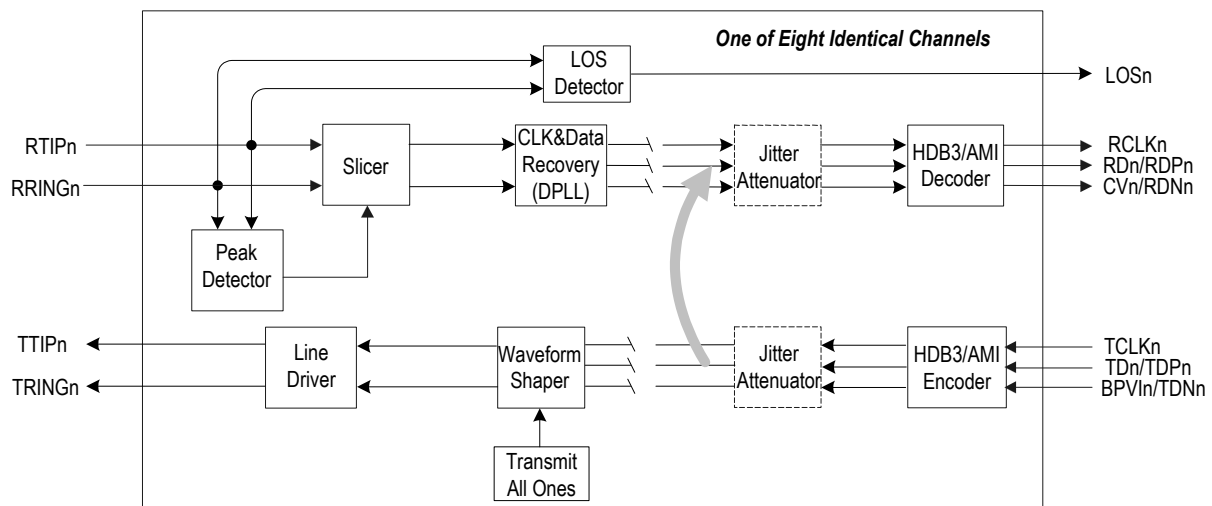 One of Eight Identical Channels
LOS
Detector
LOSn
RTIPn
RRINGn
Slicer
CLK&Data
Recovery
(DPLL)
Jitter
Attenuator
HDB3/AMI
Decoder
RCLKn
RDn/RDPn
CVn/RDNn
Peak
Detector
TTIPn
TRINGn
Line
Driver
Waveform
Shaper
Jitter
Attenuator
HDB3/AMI
Encoder
TCLKn
TDn/TDPn
BPVIn/TDNn
Transmit
All Ones